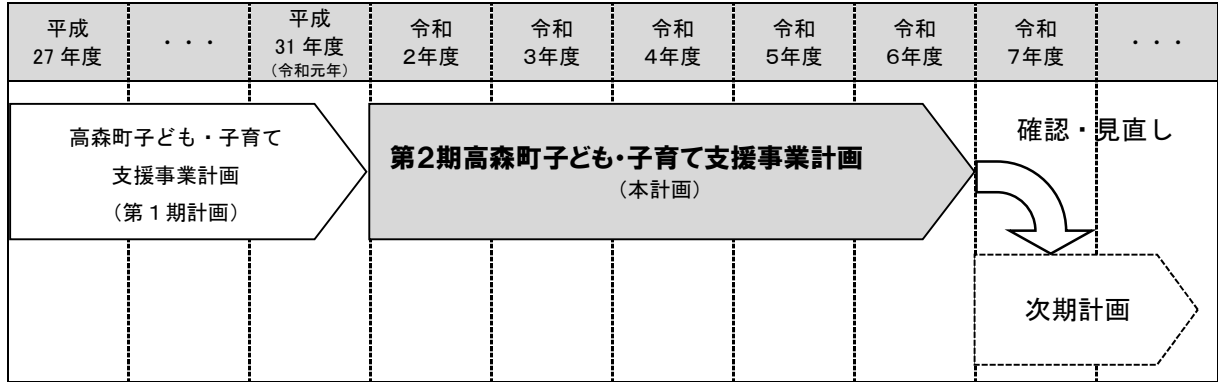 平成
27年度
・・・
平成
31年度
(令和元年)
令和
2年度
令和
3年度
令和
4年度
令和
5年度
令和
6年度
令和
7年度
・・・
高森町子ども・子育て
支援事業計画
(第1期計画)
第2期高森町子ども・子育て支援事業計画
(本計画)
確認・見直し
次期計画